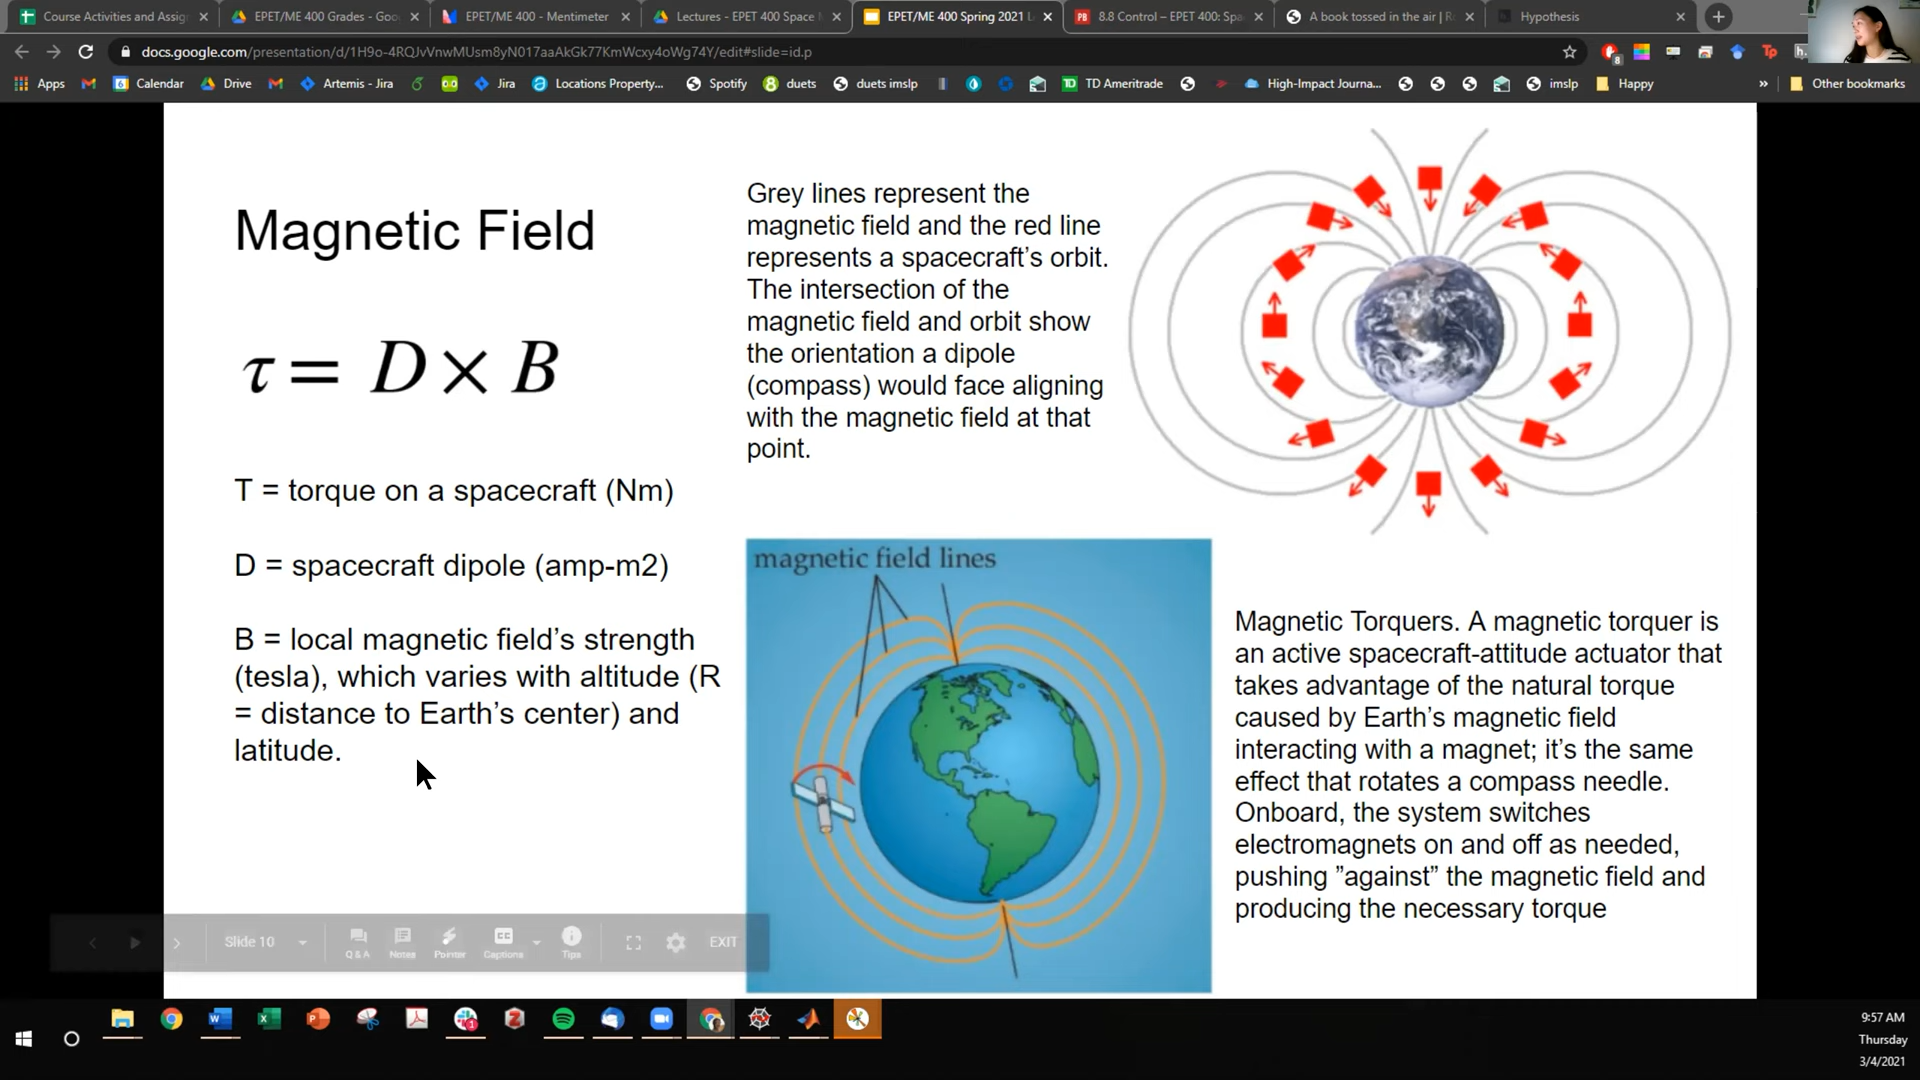 Course Activities and Assig
EPET/ME 400 Grades - Goo
EPET/ME 400 - Mentimeter
Lectures - EPET 400 Space M
EPET/ME 400 Spring 2021 L
8.8 Control – EPET 400: Spa
A book tossed in the air | R
Hypothesis
docs.google.com/presentation/d/1H9o-4RQJvVnwMUsm8yN017aaAkGk77KmWcxy4oWg74Y/edit#slide=id.p
Apps
Calendar
Drive
Artemis - Jira
Jira
Locations Property...
Spotify
duets
duets imslp
TD Ameritrade
High-Impact Journa...
imslp
Happy
»
Other bookmarks
Magnetic Field
τ = D × B
T = torque on a spacecraft (Nm)
D = spacecraft dipole (amp-m2)
B = local magnetic field’s strength
(tesla), which varies with altitude (R
= distance to Earth’s center) and
latitude.
Grey lines represent the
magnetic field and the red line
represents a spacecraft’s orbit.
The intersection of the
magnetic field and orbit show
the orientation a dipole
(compass) would face aligning
with the magnetic field at that
point.
magnetic field lines
Magnetic Torquers. A magnetic torquer is
an active spacecraft-attitude actuator that
takes advantage of the natural torque
caused by Earth’s magnetic field
interacting with a magnet; it’s the same
effect that rotates a compass needle.
Onboard, the system switches
electromagnets on and off as needed,
pushing ”against” the magnetic field and
producing the necessary torque
Slide 10
Q & A
Notes
Pointer
Captions
Tips
EXIT
9:57 AM
Thursday
3/4/2021